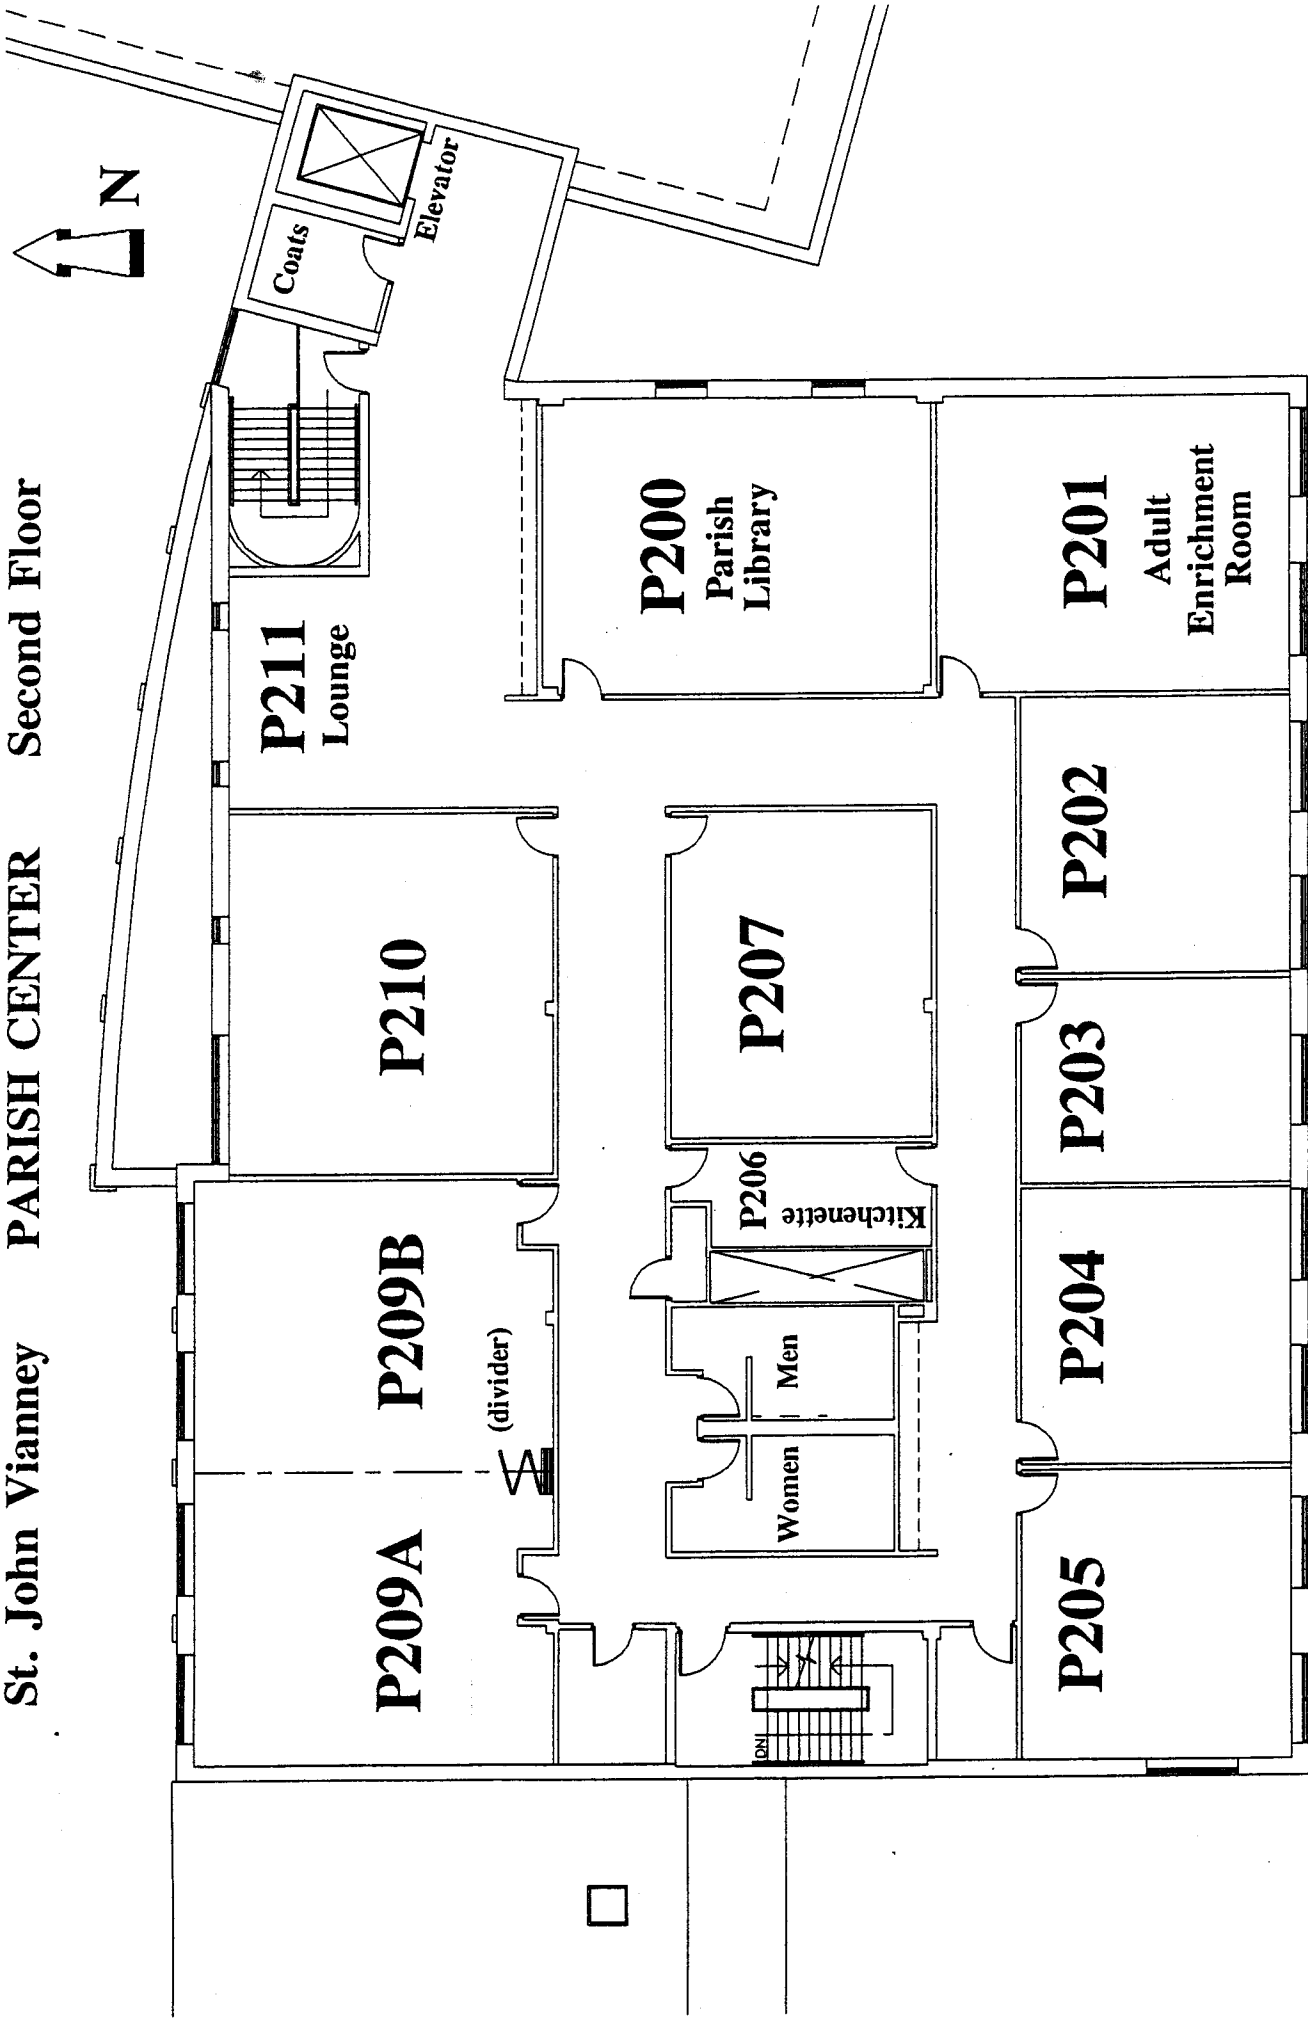 St. John Vianney PARISH CENTER Second Floor
N
Coats
Elevator
P211
Lounge
P200
Parish
Library
P201
Adult
Enrichment
Room
P210
P207
P202
P203
P206
Kitchenette
P209B
(divider)
P209A
Men
Women
P204
P205
DN